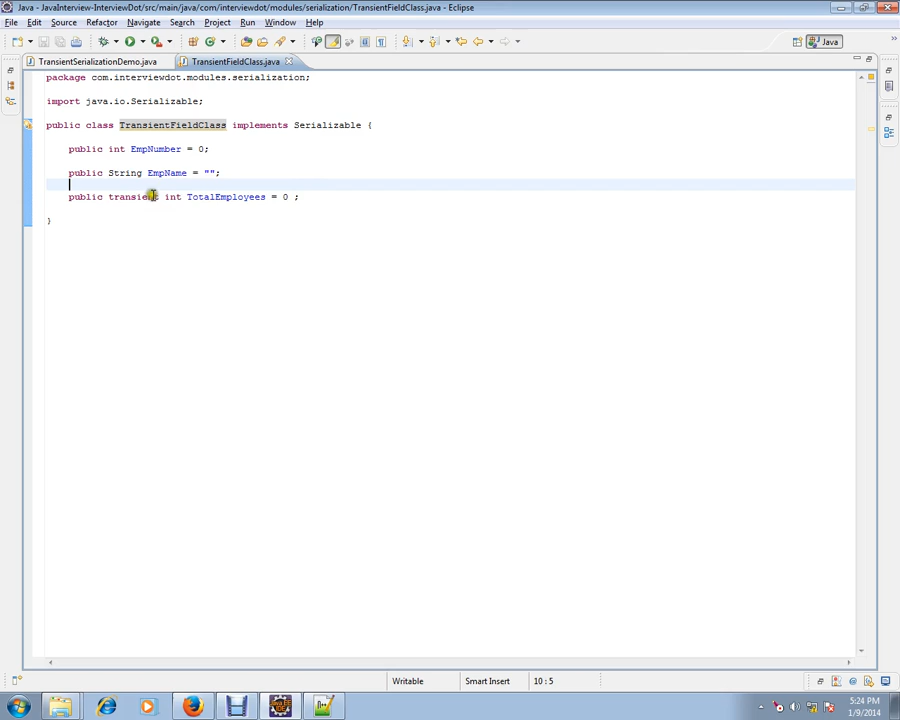 Java - JavaInterview-InterviewDot/src/main/java/com/interviewdot/modules/serialization/TransientFieldClass.java - Eclipse
File Edit Source Refactor Navigate Search Project Run Window Help
Java
TransientSerializationDemo.java TransientFieldClass.java
package com.interviewdot.modules.serialization;
import java.io.Serializable;
public class TransientFieldClass implements Serializable {
public int EmpNumber = 0;
public String EmpName = "";
public transient int TotalEmployees = 0 ;
}
Writable Smart Insert 10 : 5
5:24 PM
1/9/2014